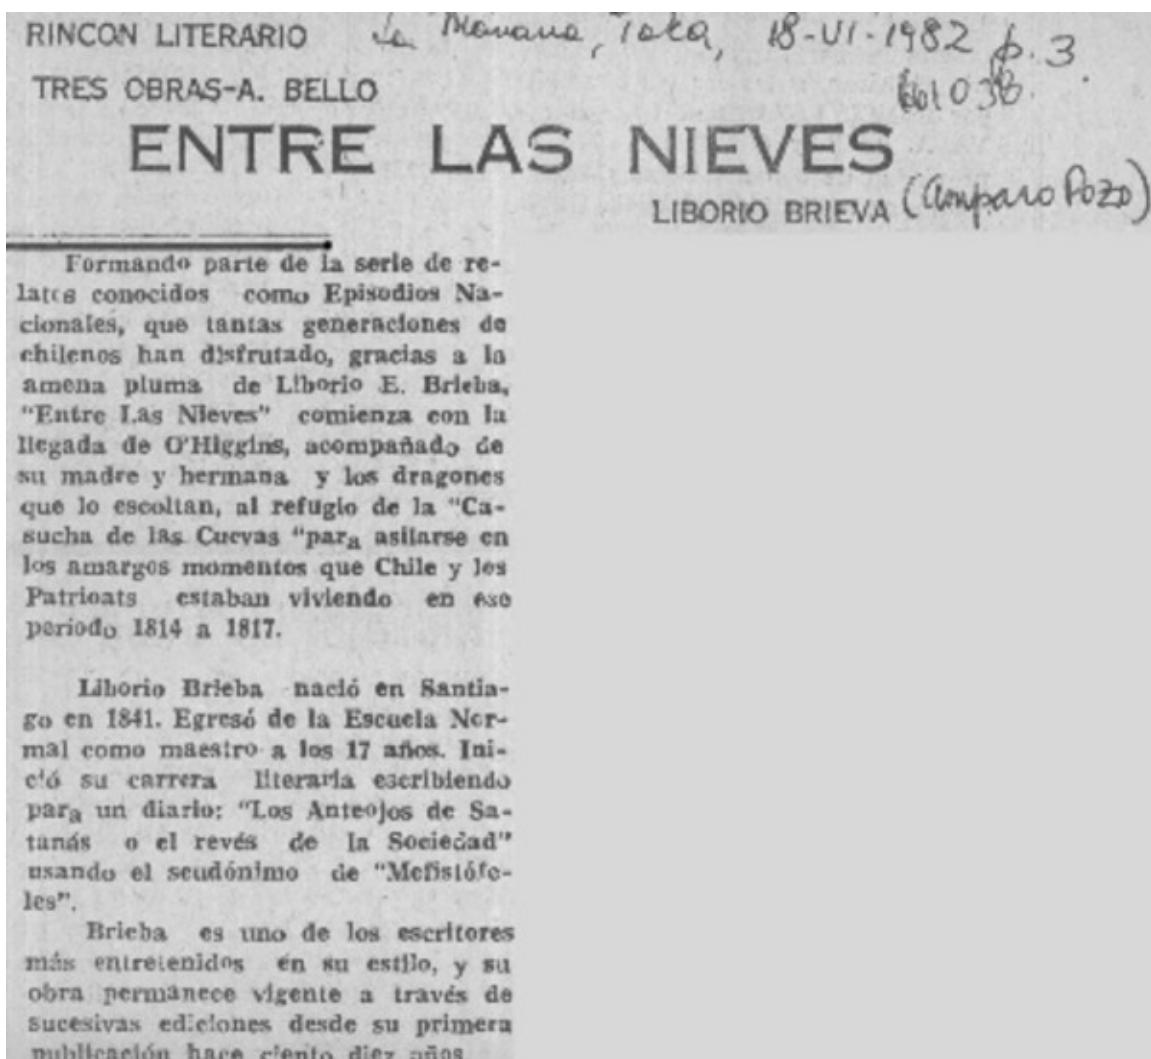 RINCON LITERARIO La Mañana, Talca, 18-VI-1982 p. 3.
TRES OBRAS-A. BELLO
ENTRE LAS NIEVES
LIBORIO BRIEVA (Amparo Pozo)
Formando parte de la serie de re-
latos conocidos como Episodios Na-
cionales, que tantas generaciones de
chilenos han disfrutado, gracias a la
amena pluma de Liborio E. Brieba,
"Entre Las Nieves" comienza con la
llegada de O'Higgins, acompañado de
su madre y hermana y los dragones
que lo escoltan, al refugio de la "Ca-
sucha de las Cuevas "para asilarse en
los amargos momentos que Chile y los
Patrioats estaban viviendo en ese
período 1814 a 1817.
Liborio Brieba nació en Santia-
go en 1841. Egresó de la Escuela Nor-
mal como maestro a los 17 años. Ini-
ció su carrera literaria escribiendo
para un diario: "Los Anteojos de Sa-
tanás o el revés de la Sociedad"
usando el seudónimo de "Mefistófe-
les".
Brieba es uno de los escritores
más entretenidos en su estilo, y su
obra permanece vigente a través de
sucesivas ediciones desde su primera
publicación hace ciento diez años